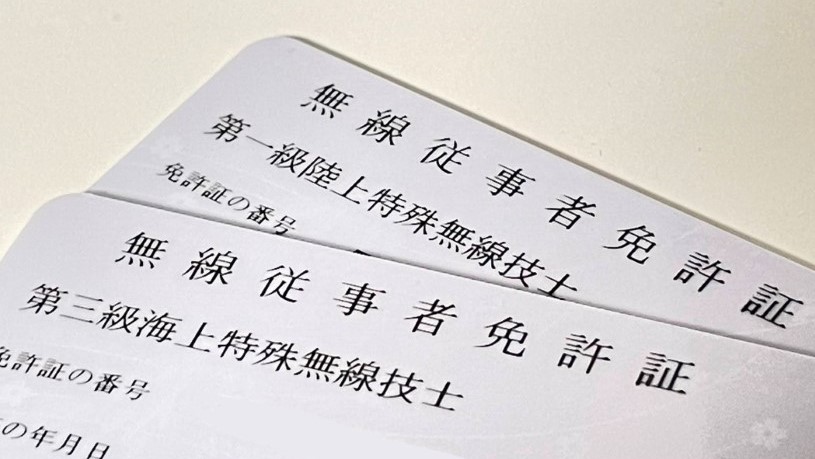 無線従事者免許証
第一級陸上特殊無線技士
免許証の番号
無線従事者免許証
第三級海上特殊無線技士
免許証の番号
の年月日